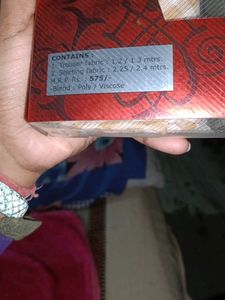 CONTAINS :
1. Trouser fabric : 1.2 / 1.3 mtrs.
2. Shirting fabric : 2.25 / 2.4 mtrs.
M.R.P. Rs. : 575/-
Blend : Poly / Viscose